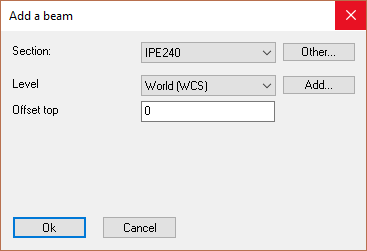 Add a beam
Section: IPE240 Other...
Level World (WCS) Add...
Offset top 0
Ok Cancel